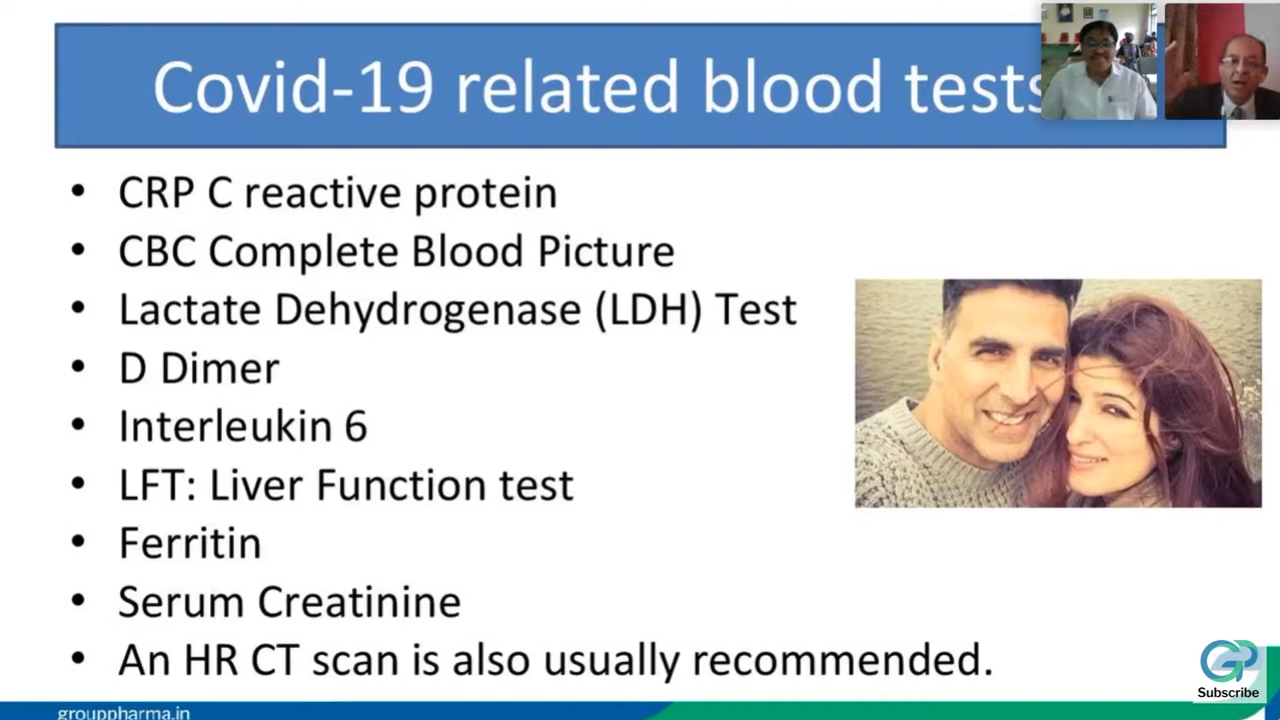 Covid-19 related blood tests
• CRP C reactive protein
• CBC Complete Blood Picture
• Lactate Dehydrogenase (LDH) Test
• D Dimer
• Interleukin 6
• LFT: Liver Function test
• Ferritin
• Serum Creatinine
• An HR CT scan is also usually recommended.
GP
Subscribe
grouppharma.in